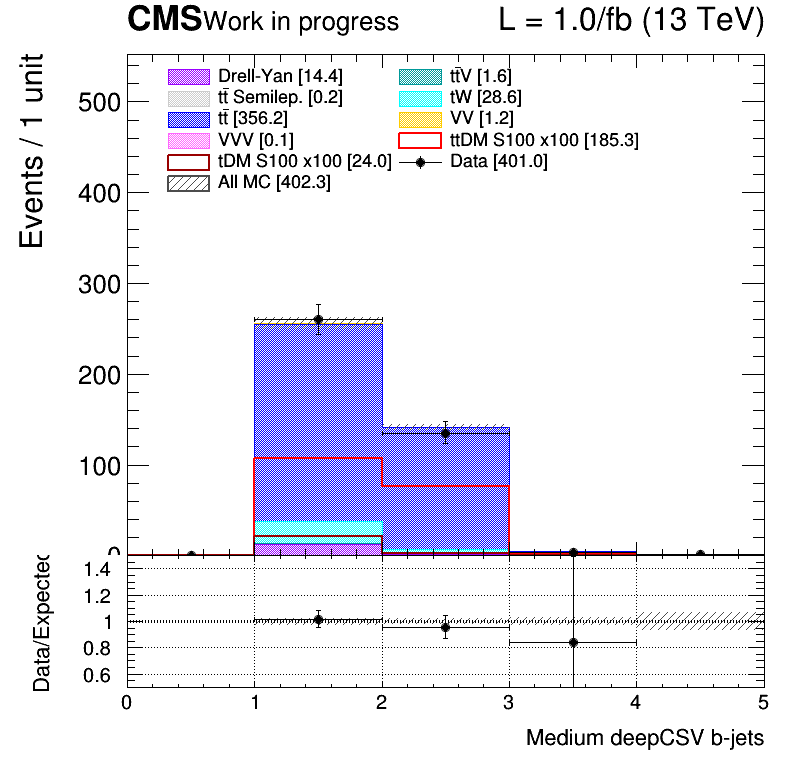 CMS Work in progress L = 1.0/fb (13 TeV)
Events / 1 unit
Drell-Yan [14.4] tt̄V [1.6]
tt̄ Semilep. [0.2] tW [28.6]
tt̄ [356.2] VV [1.2]
VVV [0.1] ttDM S100 x100 [185.3]
tDM S100 x100 [24.0] Data [401.0]
All MC [402.3]
500
400
300
200
100
0
Data/Expected
1.4
1.2
1
0.8
0.6
0 1 2 3 4 5
Medium deepCSV b-jets